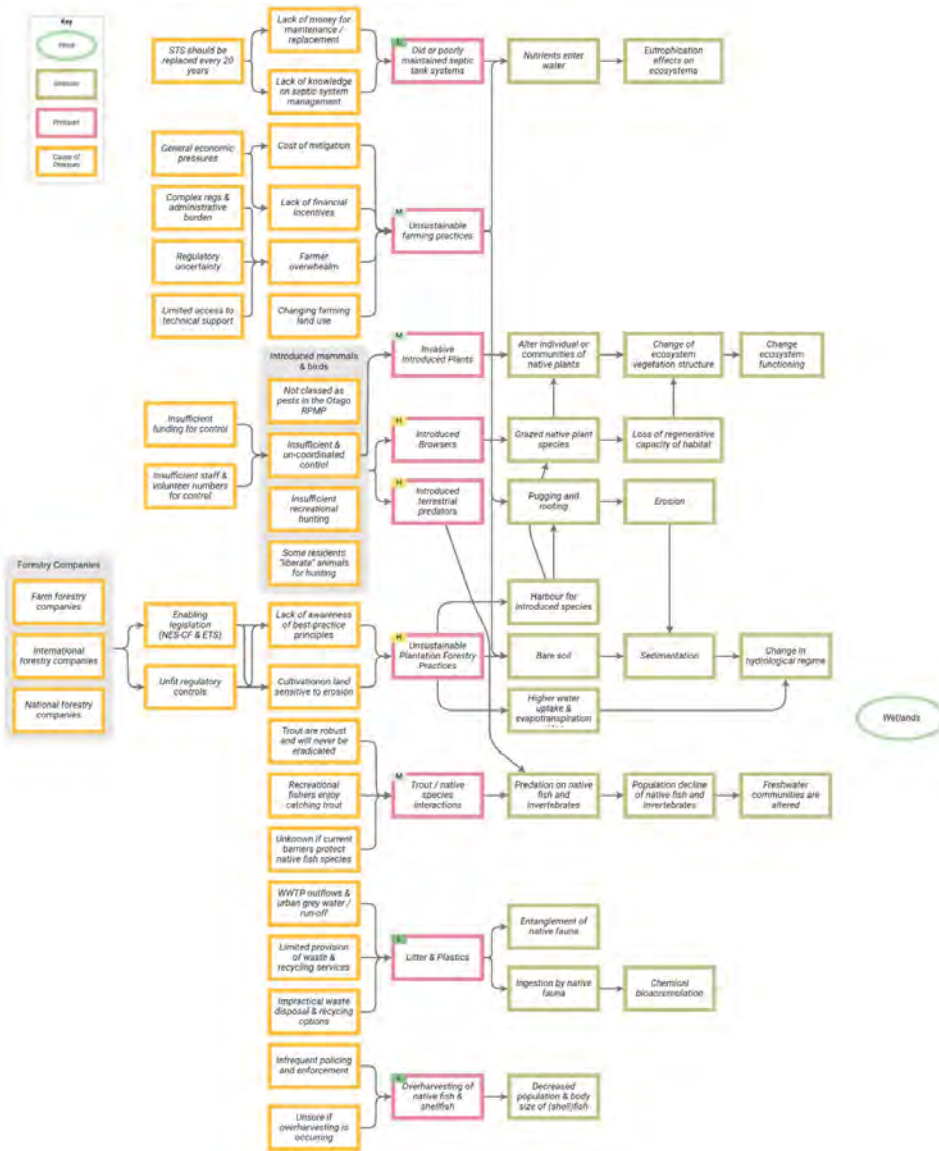 Key
Value
Stressor
Pressure
Cause of
Pressure
STS should be
replaced every 20
years
Lack of money for
maintenance /
replacement
Lack of knowledge
on septic system
management
L
Old or poorly
maintained septic
tank systems
Nutrients enter
water
Eutrophication
effects on
ecosystems
General economic
pressures
Complex regs &
administrative
burden
Regulatory
uncertainty
Limited access to
technical support
Cost of mitigation
Lack of financial
incentives
Farmer
overwhealm
Changing farming
land use
M
Unsustainable
farming practices
Introduced mammals
& birds
Not classed as
pests in the Otago
RPMP
Insufficient &
un-coordinated
control
Insufficient
recreational
hunting
Some residents
"liberate" animals
for hunting
Insufficient
funding for control
Insufficient staff &
volunteer numbers
for control
M
Invasive
Introduced Plants
H
Introduced
Browsers
H
Introduced
terrestrial
predators
Alter individual or
communities of
native plants
Change of
ecosystem
vegetation structure
Change
ecosystem
functioning
Grazed native plant
species
Loss of regenerative
capacity of habitat
Pugging and
rooting
Erosion
Forestry Companies
Farm forestry
companies
International
forestry companies
National forestry
companies
Enabling
legislation
(NES-CF & ETS)
Unfit regulatory
controls
Lack of awareness
of best-practice
principles
Cultivationon land
sensitive to erosion
H
Unsustainable
Plantation Forestry
Practices
Harbour for
introduced species
Bare soil
Sedimentation
Change in
hydrological regime
Higher water
uptake &
evapotranspiration
Wetlands
Trout are robust
and will never be
eradicated
Recreational
fishers enjoy
catching trout
Unknown if current
barriers protect
native fish species
M
Trout / native
species
interactions
Predation on native
fish and
invertebrates
Population decline
of native fish and
invertebrates
Freshwater
communities are
altered
WWTP outflows &
urban grey water /
run-off
Limited provision
of waste &
recycling services
Impractical waste
disposal & recycling
options
L
Litter & Plastics
Entanglement of
native fauna
Ingestion by native
fauna
Chemical
bioaccumulation
Infrequent policing
and enforcement
Unsure if
overharvesting is
occurring
L
Overharvesting of
native fish &
shellfish
Decreased
population & body
size of (shell)fish